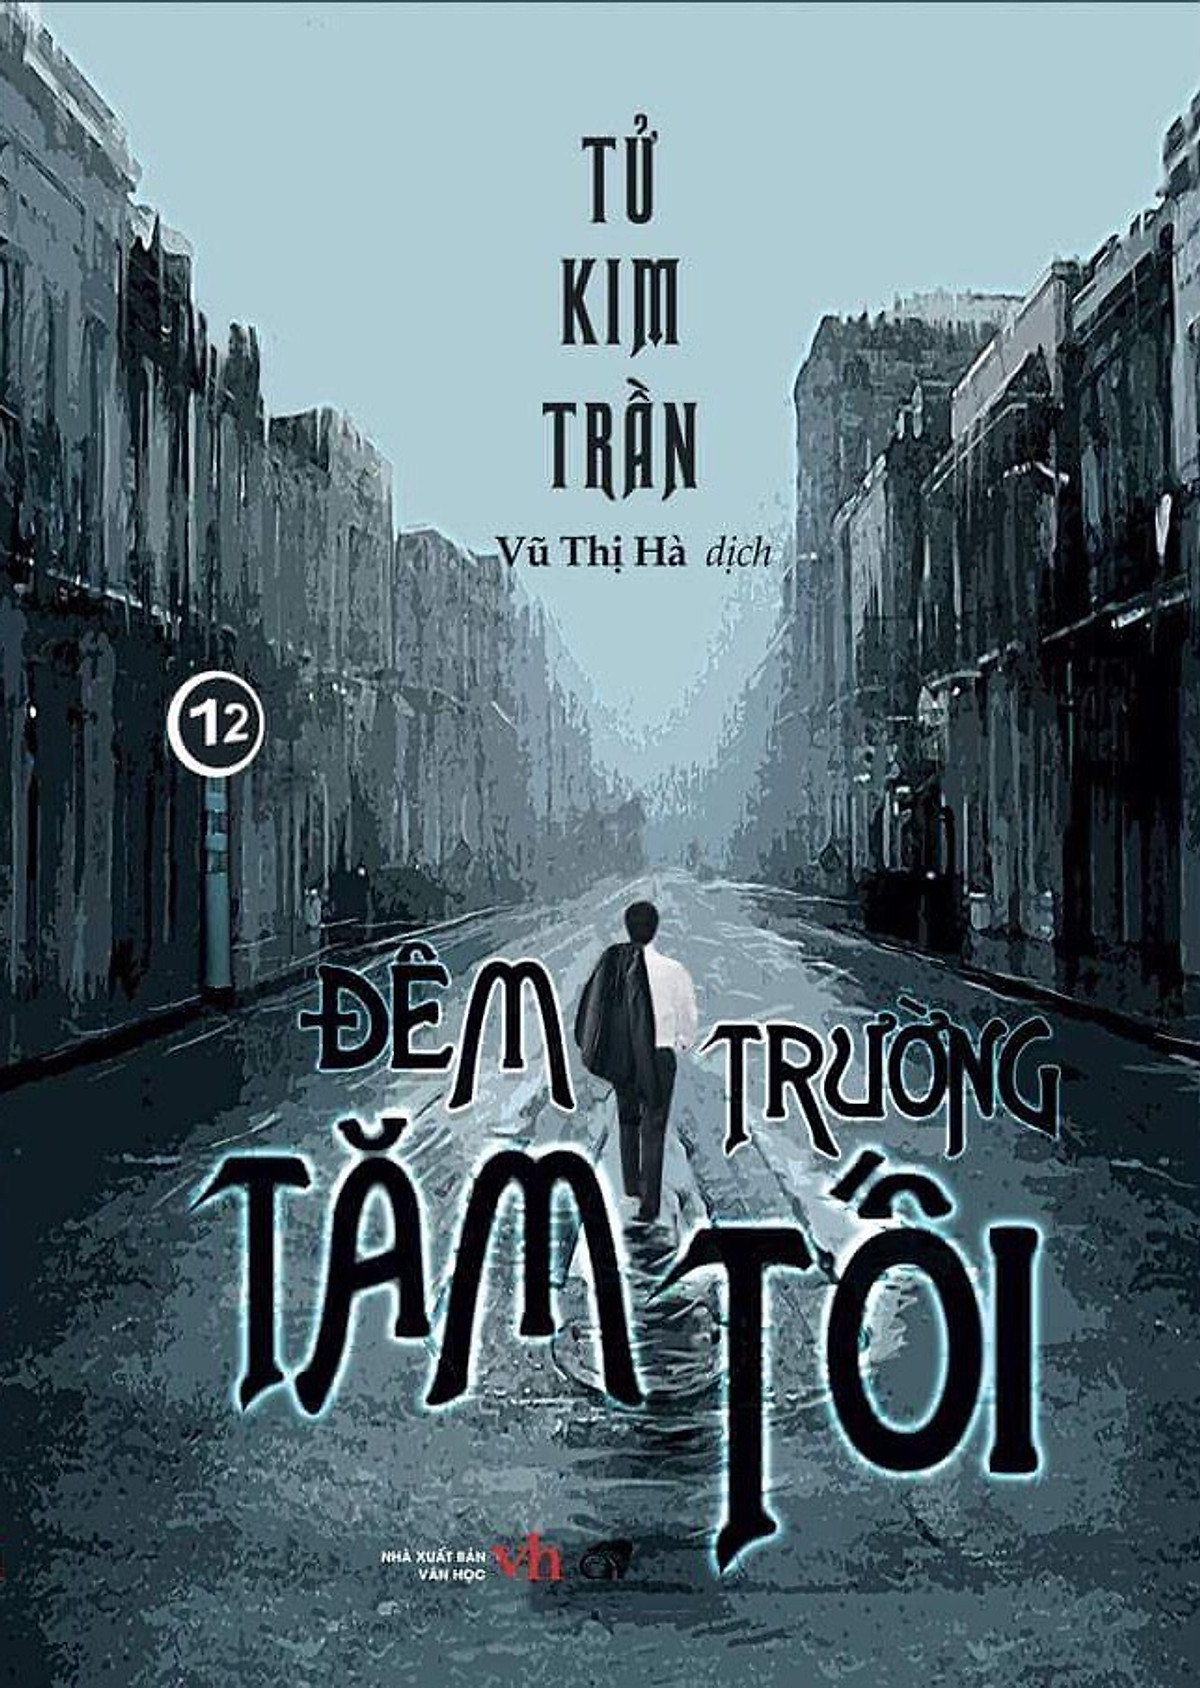 TỬ
KIM
TRẦN
Vũ Thị Hà dịch
12
ĐÊM TRƯỜNG
TĂM TỐI
NHÀ XUẤT BẢN
VĂN HỌC
vh